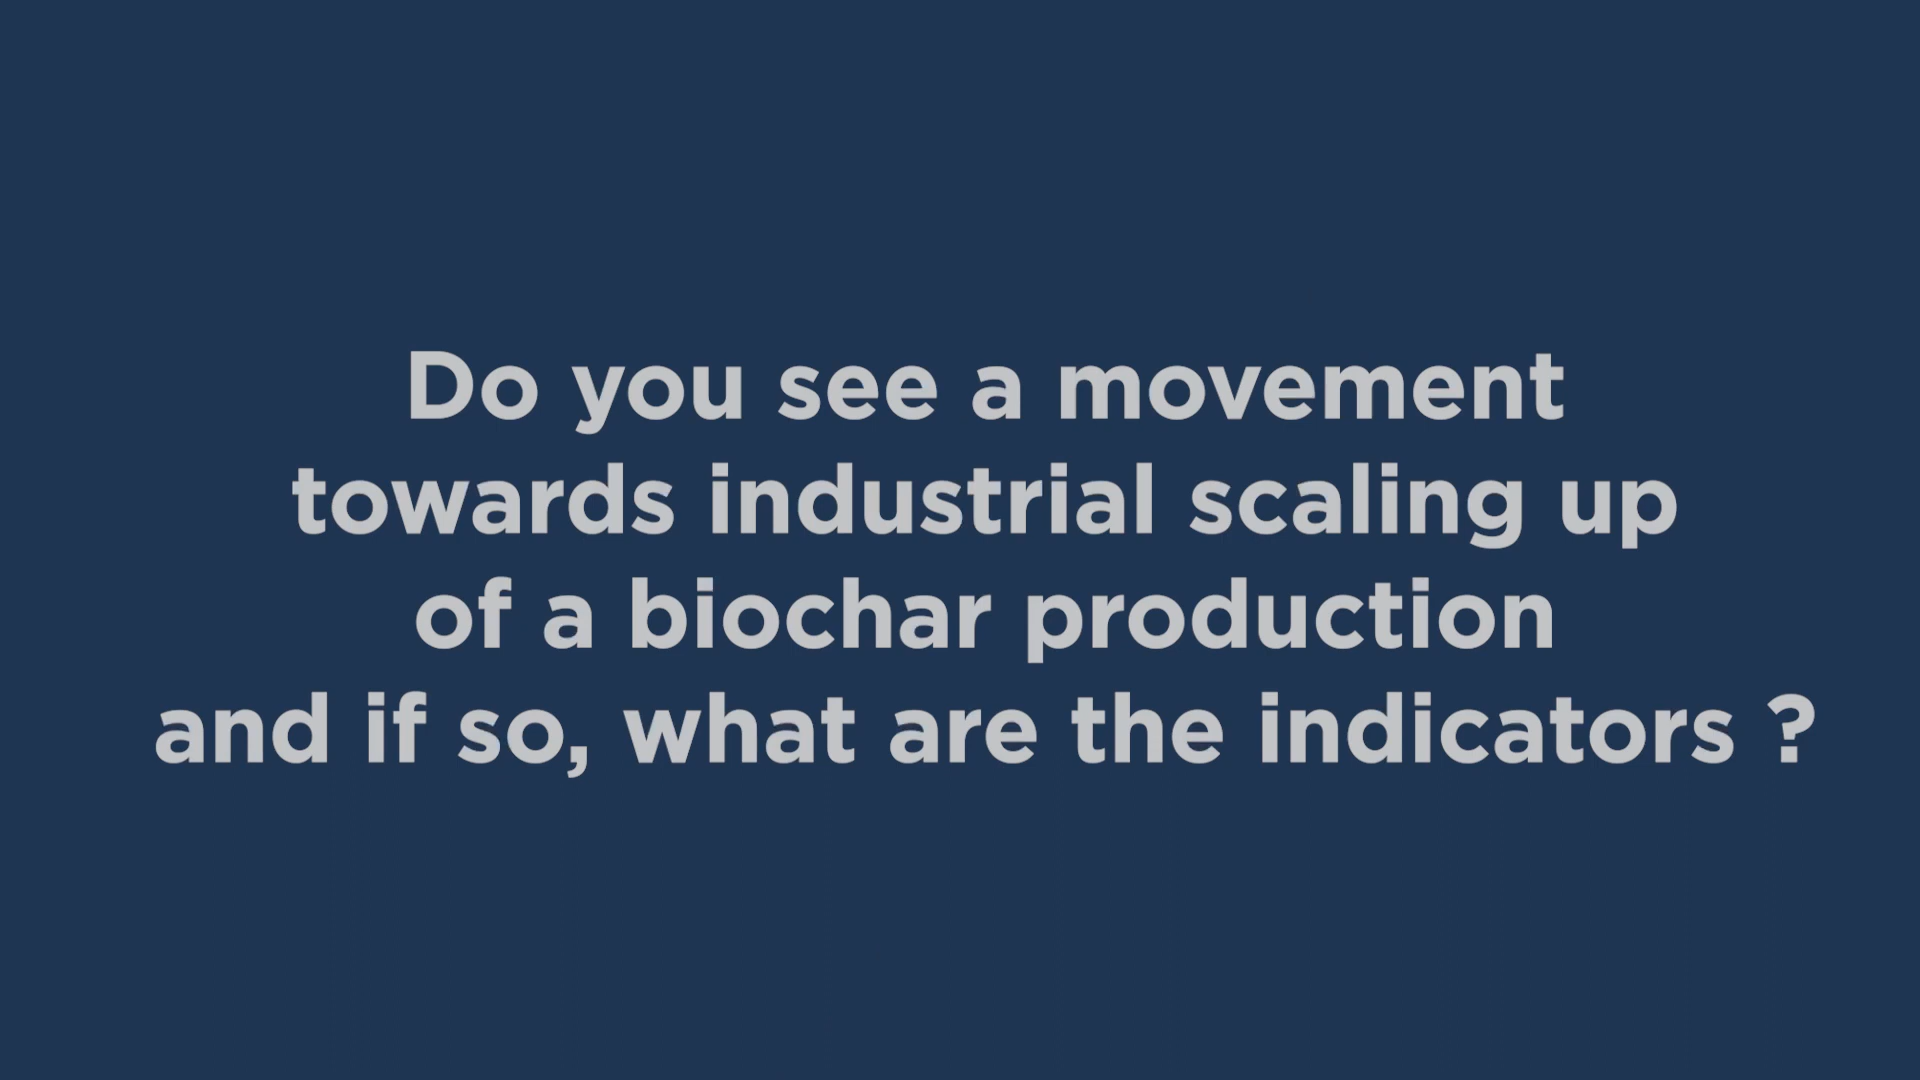 Do you see a movement
towards industrial scaling up
of a biochar production
and if so, what are the indicators ?